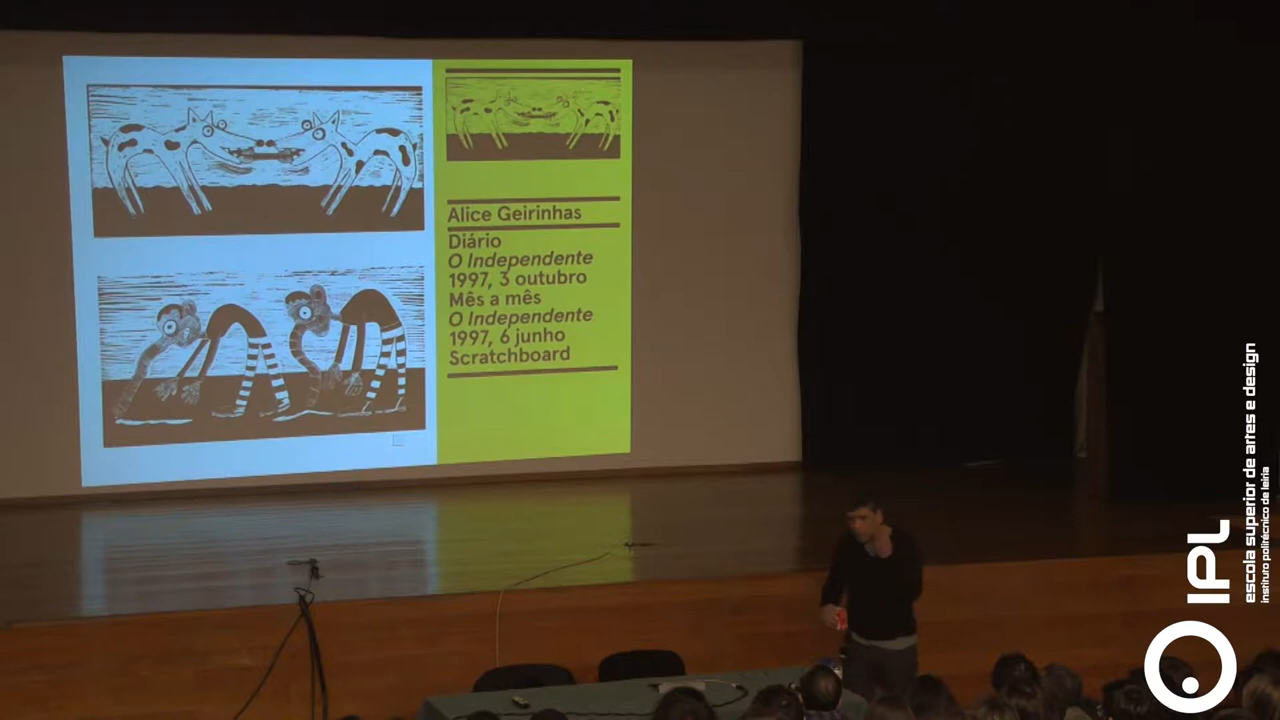 Alice Geirinhas
Diário
O Independente
1997, 3 outubro
Mês a mês
O Independente
1997, 6 junho
Scratchboard
IPL
escola superior de artes e design
instituto politécnico de leiria